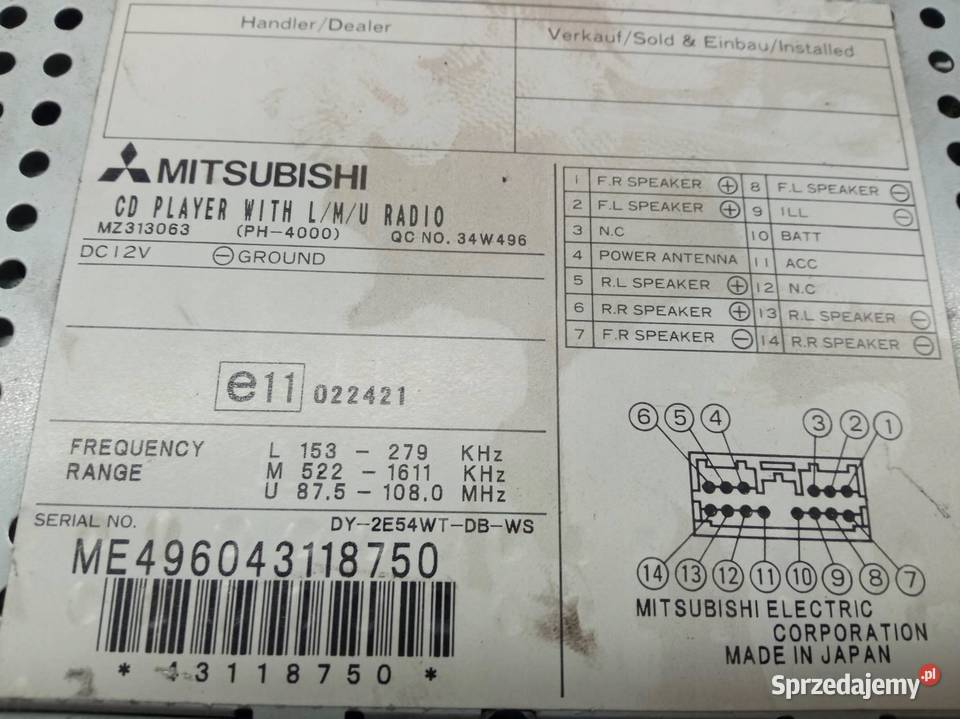 Handler/Dealer
Verkauf/Sold & Einbau/Installed
MITSUBISHI
CD PLAYER WITH L/M/U RADIO
MZ313063 (PH-4000) QC NO. 34W496
DC12V ⊖GROUND
1 F.R SPEAKER ⊕ 8 F.L SPEAKER ⊖
2 F.L SPEAKER ⊕ 9 ILL ⊖
3 N.C 10 BATT
4 POWER ANTENNA 11 ACC
5 R.L SPEAKER ⊕ 12 N.C
6 R.R SPEAKER ⊕ 13 R.L SPEAKER ⊖
7 F.R SPEAKER ⊖ 14 R.R SPEAKER ⊖
e11 022421
FREQUENCY RANGE
L 153 - 279 KHz
M 522 - 1611 KHz
U 87.5 - 108.0 MHz
6 5 4 3 2 1
14 13 12 11 10 9 8 7
SERIAL NO. DY-2E54WT-DB-WS
ME496043118750
* 43118750 *
MITSUBISHI ELECTRIC
CORPORATION
MADE IN JAPAN
Sprzedajemy.pl